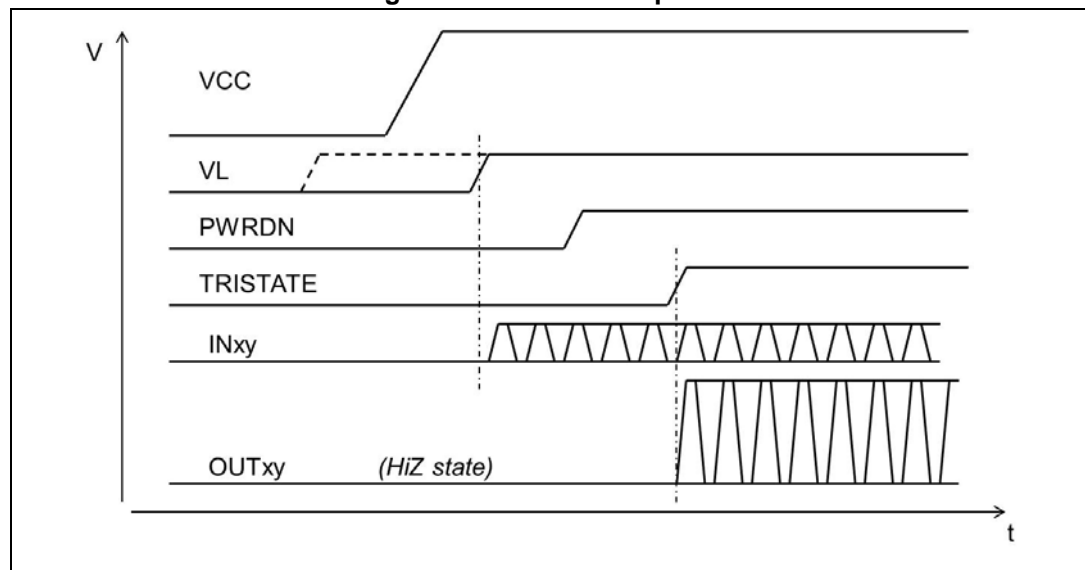 V
VCC
VL
PWRDN
TRISTATE
INxy
OUTxy (HiZ state)
t